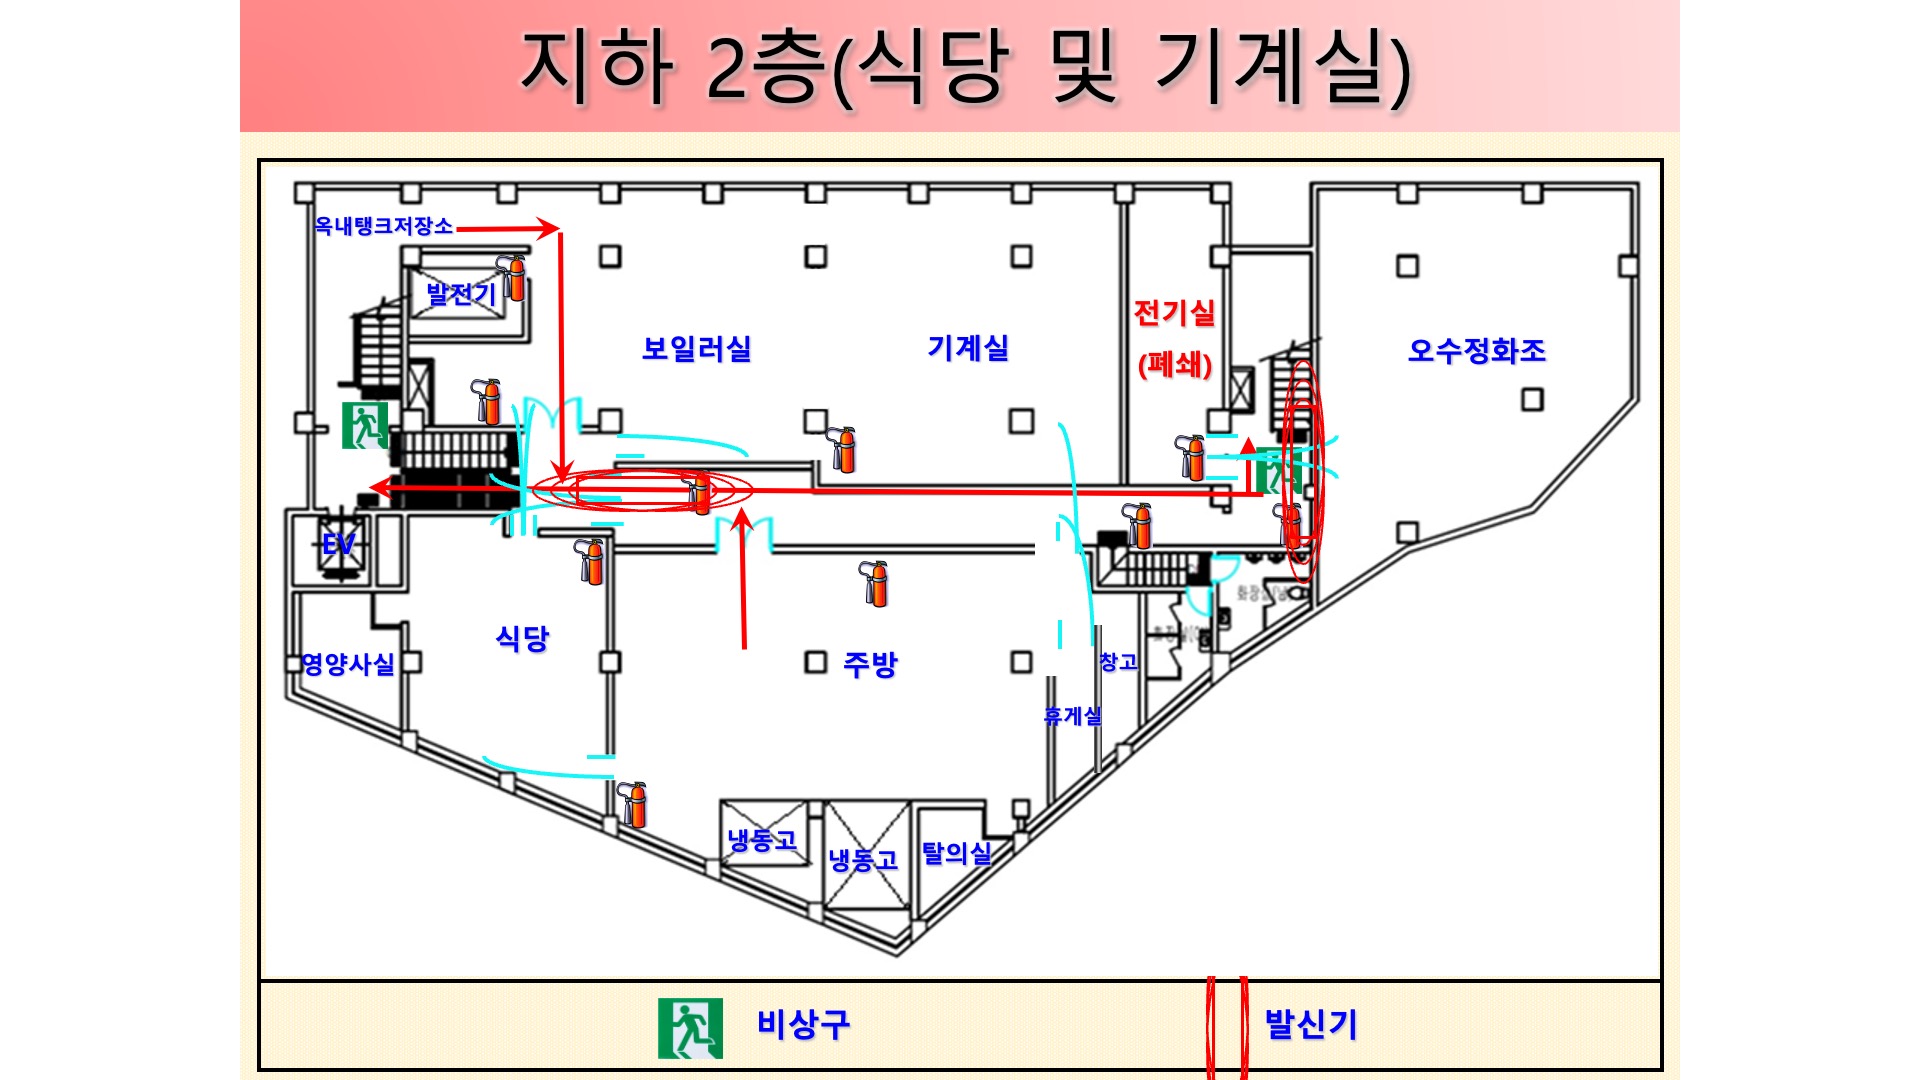 지하 2층(식당 및 기계실)
옥내탱크저장소
발전기
보일러실
기계실
전기실
(폐쇄)
오수정화조
EV
식당
영양사실
주방
창고
휴게실
냉동고
냉동고
탈의실
비상구
발신기